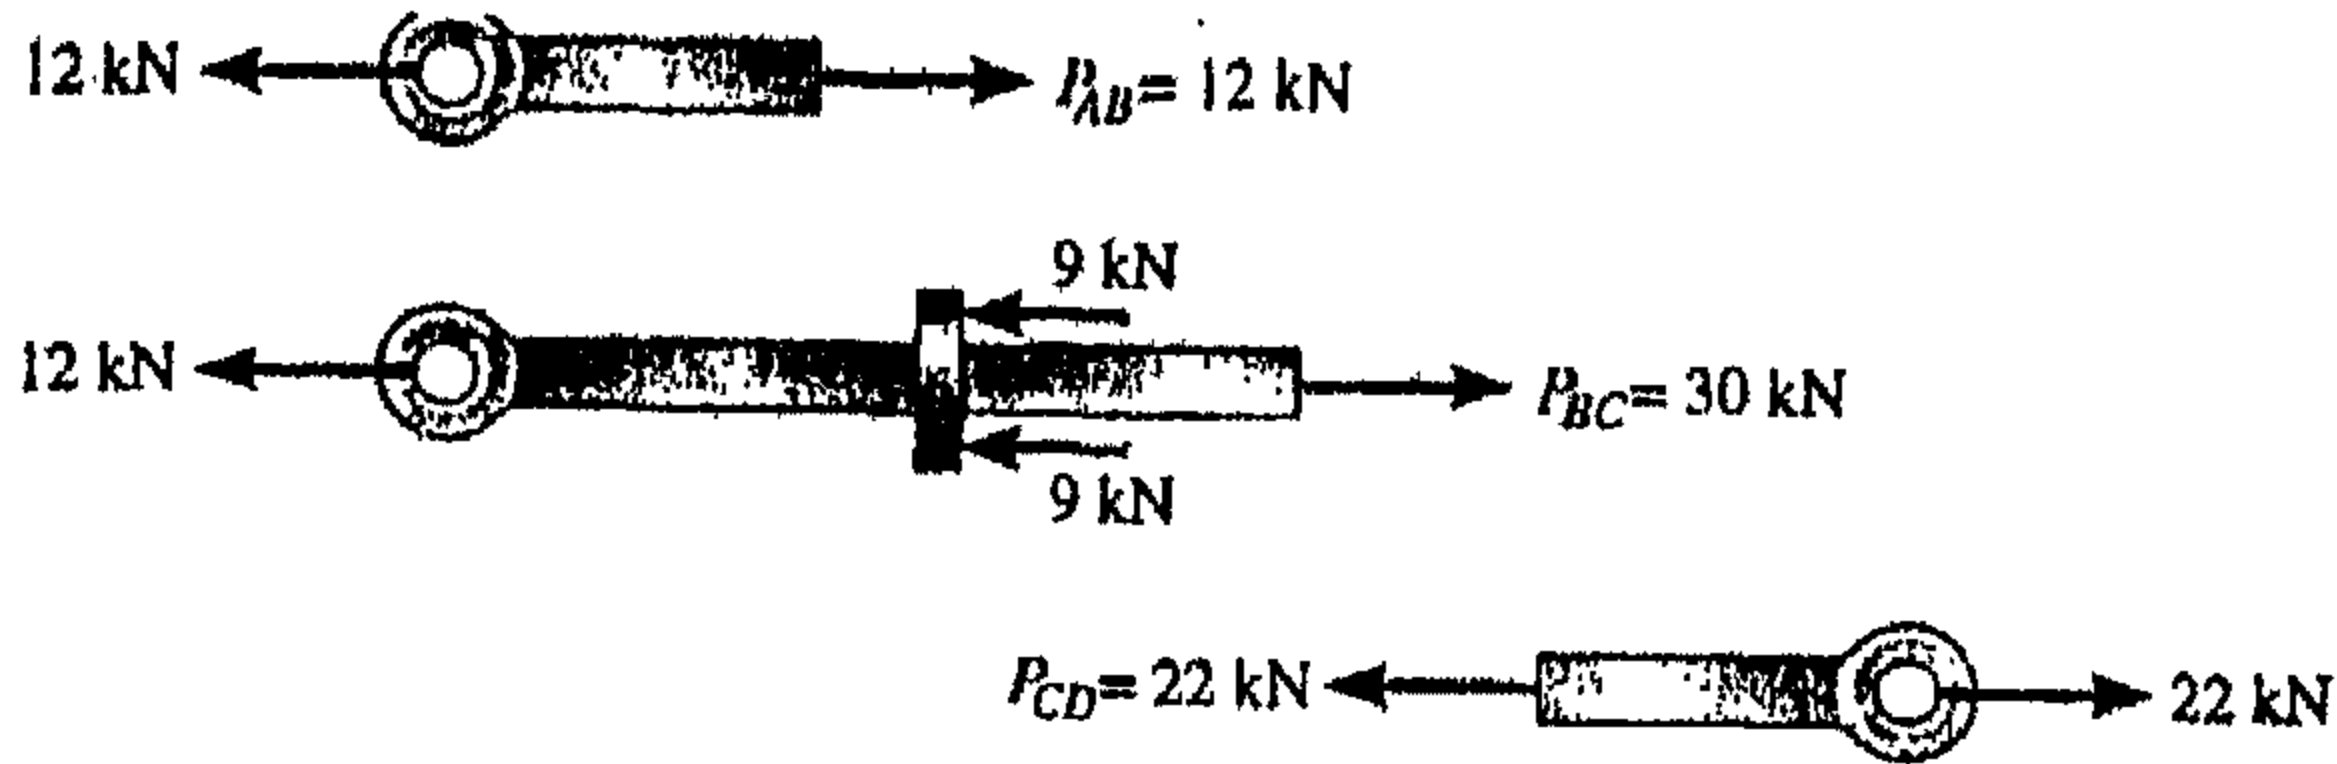 12 kN
P_AB = 12 kN
9 kN
12 kN
P_BC = 30 kN
9 kN
P_CD = 22 kN
22 kN